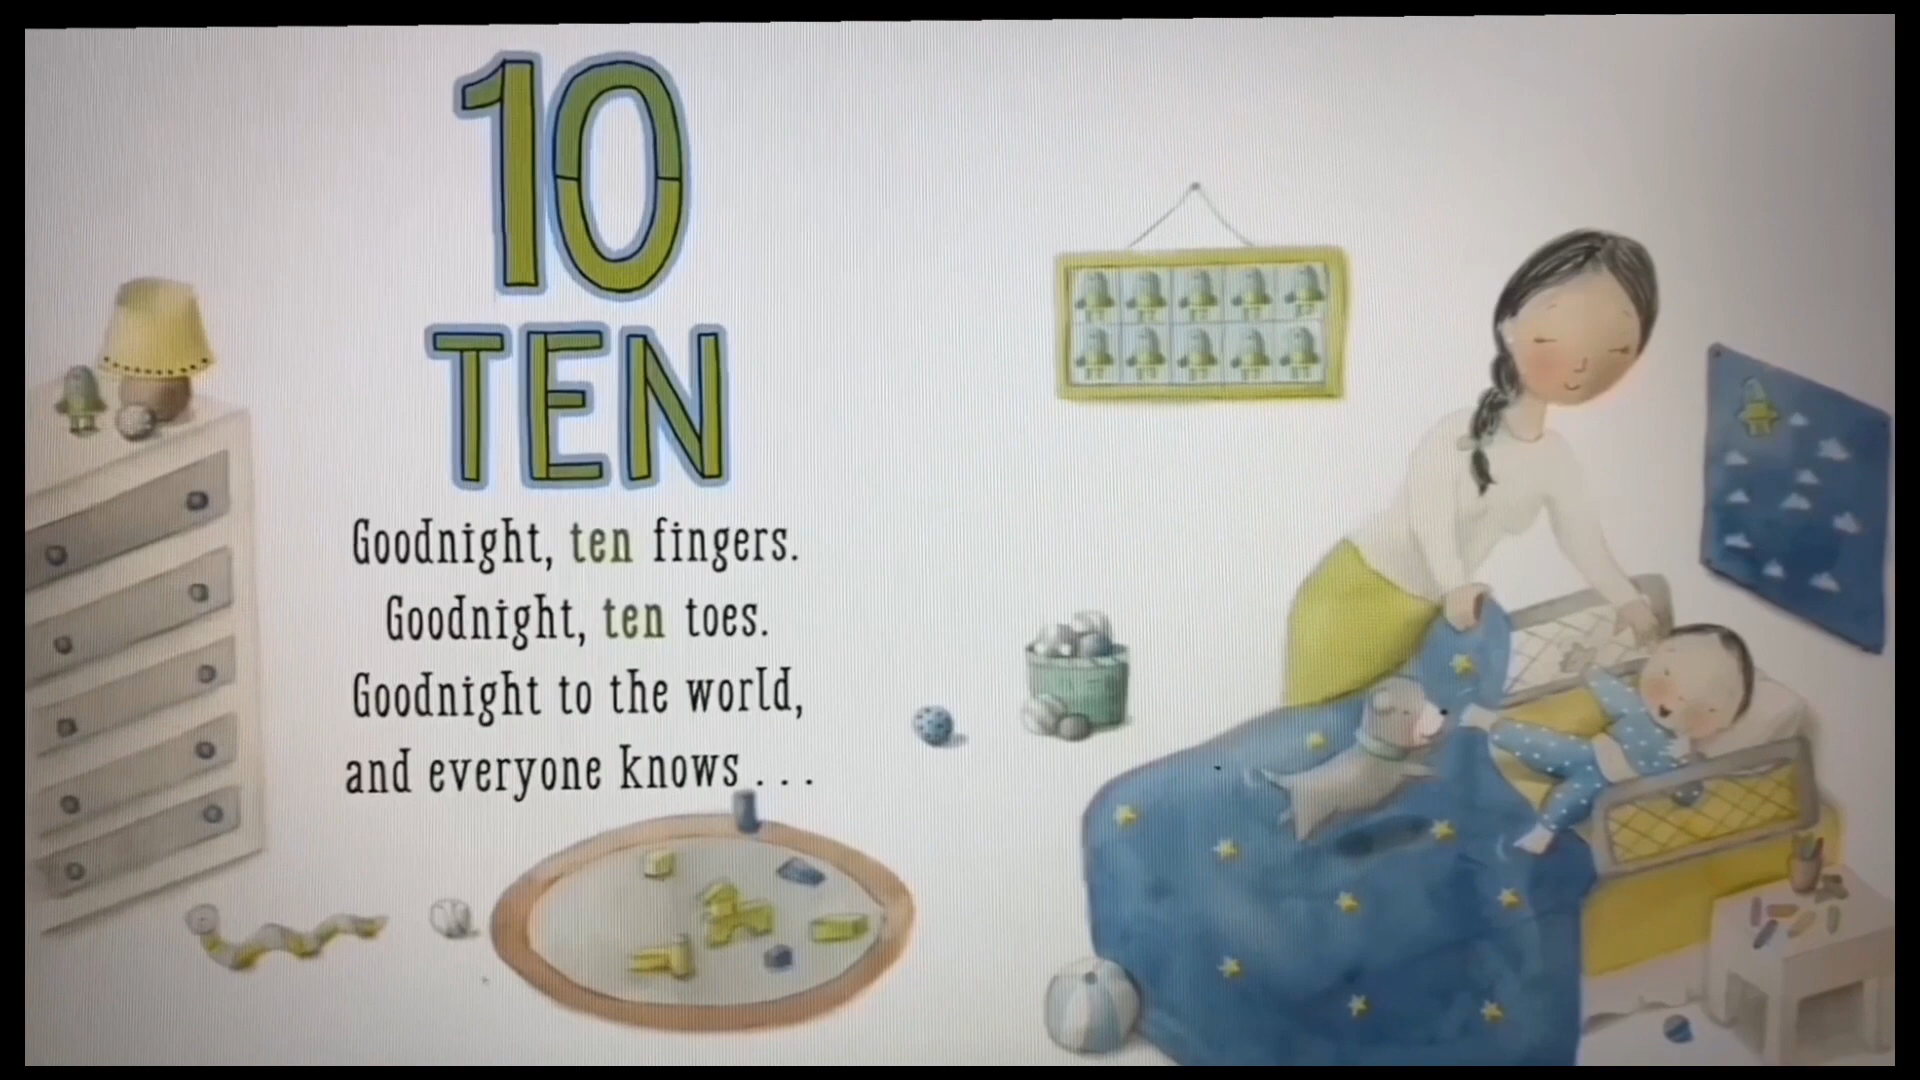 10
TEN
Goodnight, ten fingers.
Goodnight, ten toes.
Goodnight to the world,
and everyone knows . . .